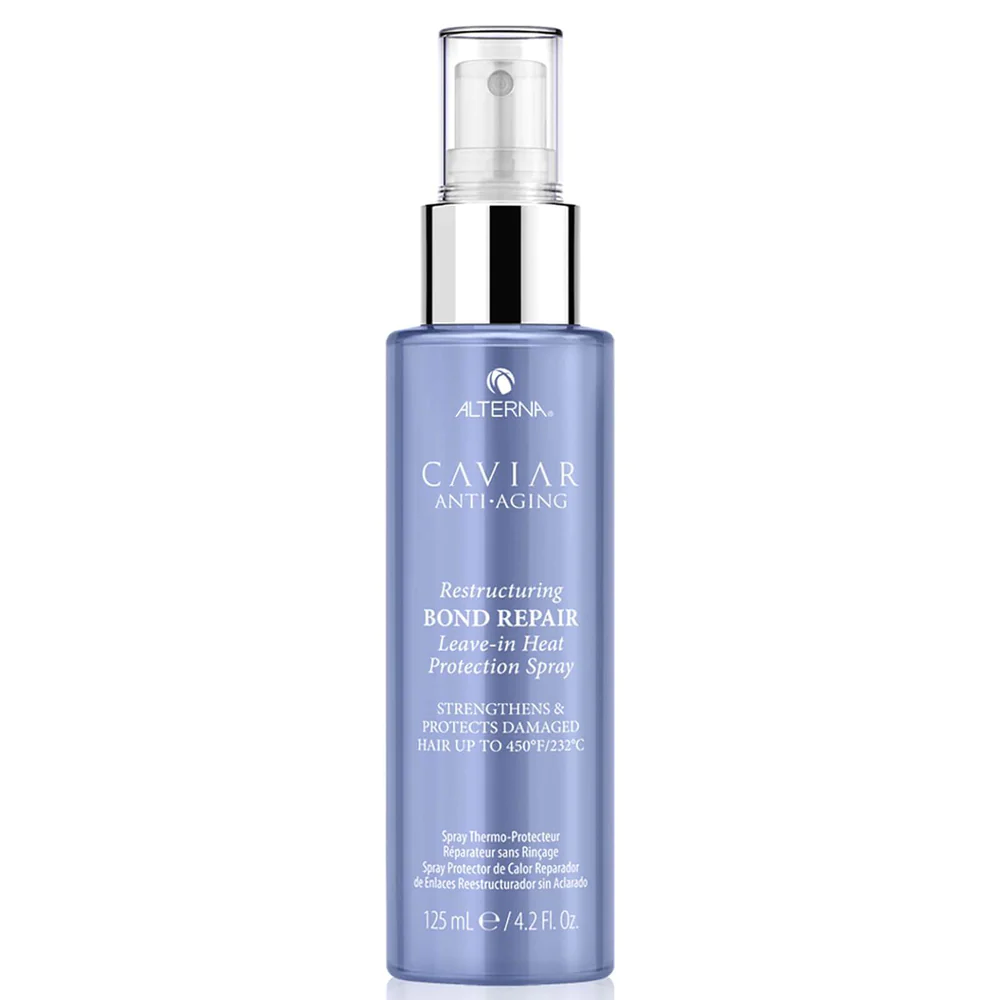 ALTERNA®
CAVIAR
ANTI·AGING
Restructuring
BOND REPAIR
Leave-in Heat
Protection Spray
STRENGTHENS &
PROTECTS DAMAGED
HAIR UP TO 450°F/232°C
Spray Thermo-Protecteur
Réparateur sans Rinçage
Spray Protector de Calor Reparador
de Enlaces Reestructurador sin Aclarado
125 mL ℮ / 4.2 Fl. Oz.